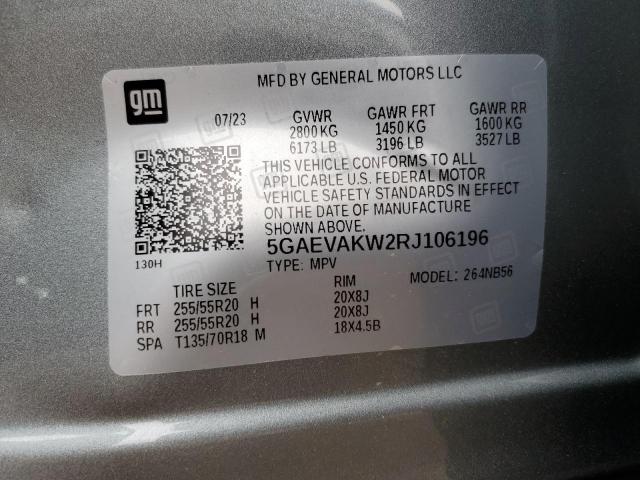 gm
MFD BY GENERAL MOTORS LLC
07/23 GVWR GAWR FRT GAWR RR
2800 KG 1450 KG 1600 KG
6173 LB 3196 LB 3527 LB
THIS VEHICLE CONFORMS TO ALL
APPLICABLE U.S. FEDERAL MOTOR
VEHICLE SAFETY STANDARDS IN EFFECT
ON THE DATE OF MANUFACTURE
SHOWN ABOVE.
5GAEVAKW2RJ106196
130H
TYPE: MPV MODEL: 264NB56
TIRE SIZE RIM
FRT 255/55R20 H 20X8J
RR 255/55R20 H 20X8J
SPA T135/70R18 M 18X4.5B